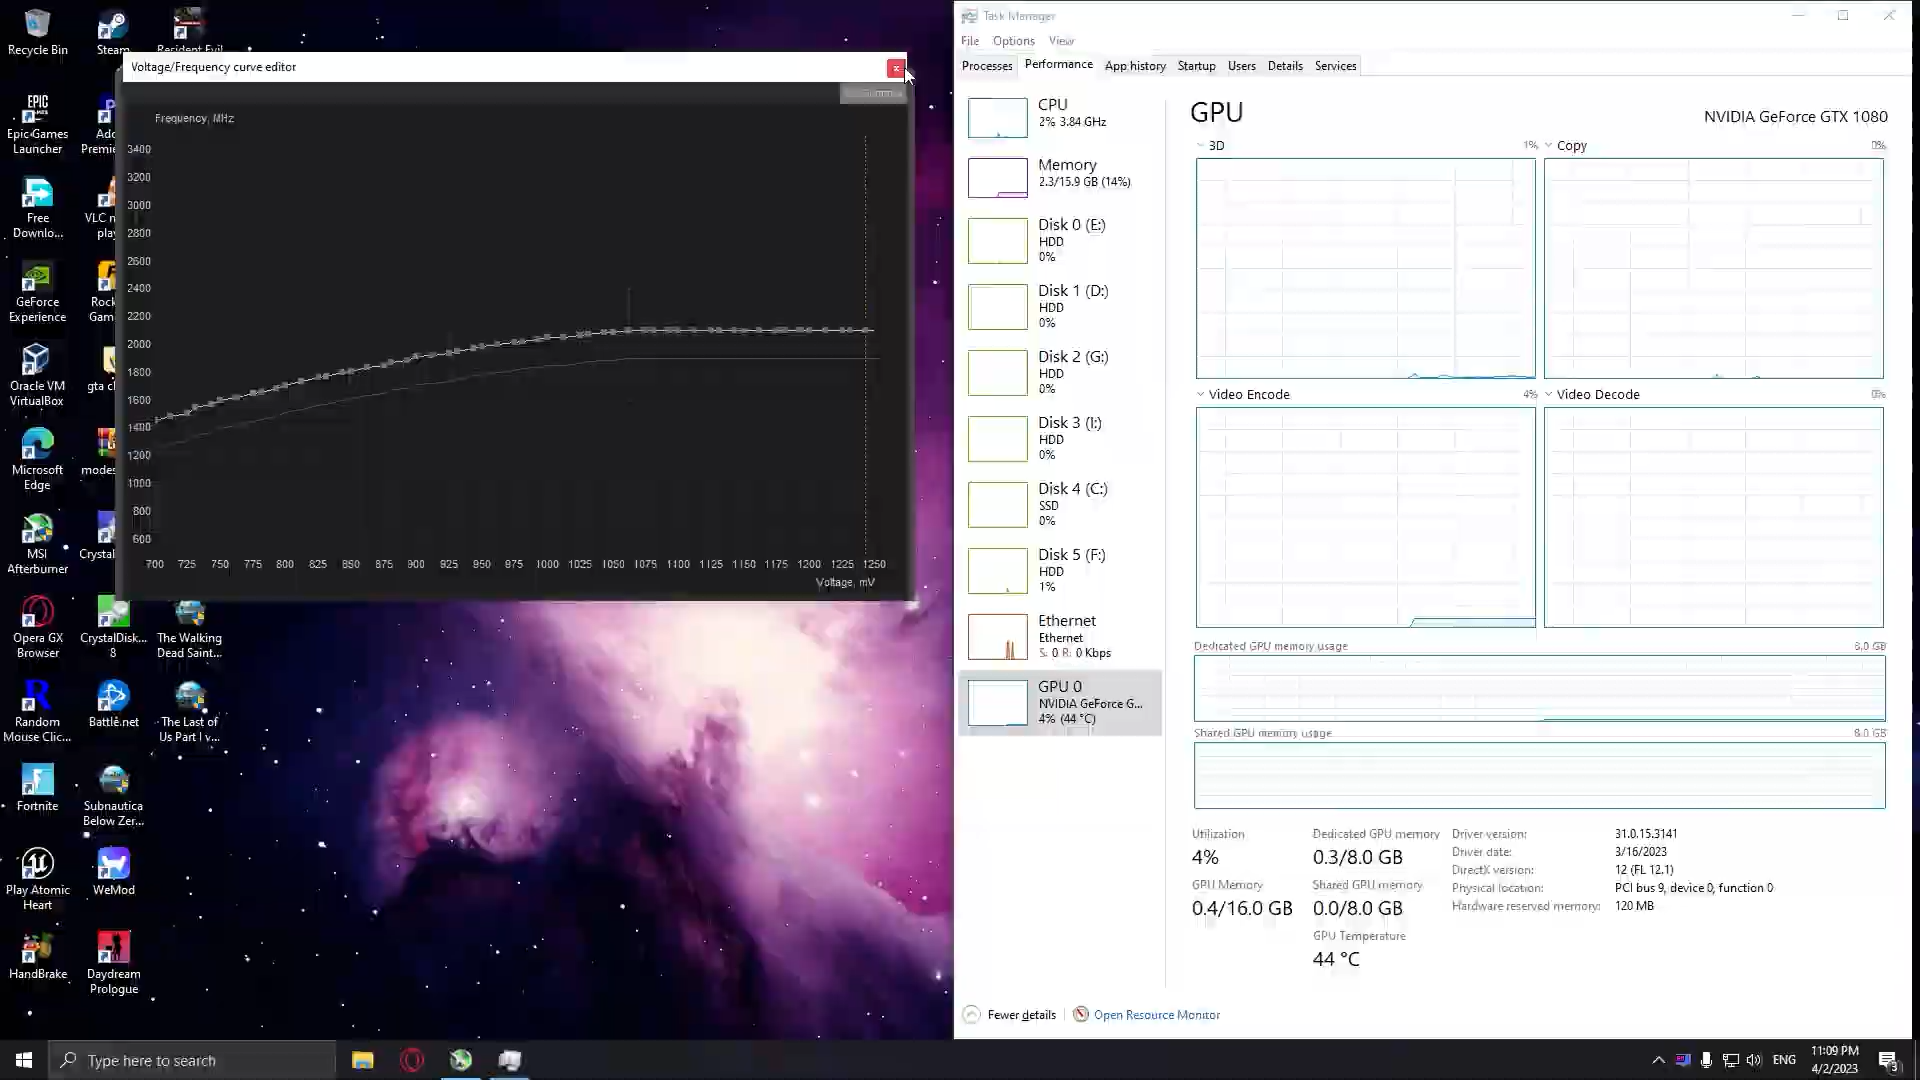 Recycle Bin
Steam
Resident Evil
Epic Games
Launcher
Free
Downlo...
GeForce
Experience
Oracle VM
VirtualBox
gta
Microsoft
Edge
MSI
Afterburner
Opera GX
Browser
CrystalDisk...
8
The Walking
Dead Saint...
Random
Mouse Clic...
Battle.net
The Last of
Us Part I v...
Fortnite
Subnautica
Below Zer...
Play Atomic
Heart
WeMod
HandBrake
Daydream
Prologue
Voltage/Frequency curve editor
Frequency, MHz
3400
3200
3000
2800
2600
2400
2200
2000
1800
1600
1400
1200
1000
800
600
700 725 750 775 800 825 850 875 900 925 950 975 1000 1025 1050 1075 1100 1125 1150 1175 1200 1225 1250
Voltage, mV
Task Manager
File Options View
Processes Performance App history Startup Users Details Services
CPU
2% 3.84 GHz
Memory
2.3/15.9 GB (14%)
Disk 0 (E:)
HDD
0%
Disk 1 (D:)
HDD
0%
Disk 2 (G:)
HDD
0%
Disk 3 (I:)
HDD
0%
Disk 4 (C:)
SSD
0%
Disk 5 (F:)
HDD
1%
Ethernet
Ethernet
S: 0 R: 0 Kbps
GPU 0
NVIDIA GeForce G...
4% (44 °C)
GPU
NVIDIA GeForce GTX 1080
3D 1%
Copy 0%
Video Encode 4%
Video Decode 0%
Dedicated GPU memory usage 8.0 GB
Shared GPU memory usage 8.0 GB
Utilization
4%
GPU Memory
0.4/16.0 GB
Dedicated GPU memory
0.3/8.0 GB
Shared GPU memory
0.0/8.0 GB
GPU Temperature
44 °C
Driver version: 31.0.15.3141
Driver date: 3/16/2023
DirectX version: 12 (FL 12.1)
Physical location: PCI bus 9, device 0, function 0
Hardware reserved memory: 120 MB
Fewer details
Open Resource Monitor
Type here to search
ENG
11:09 PM
4/2/2023
3